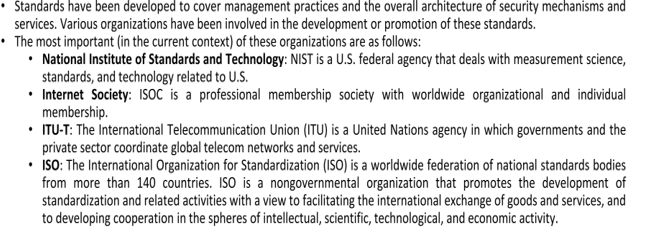 • Standards have been developed to cover management practices and the overall architecture of security mechanisms and
services. Various organizations have been involved in the development or promotion of these standards.
• The most important (in the current context) of these organizations are as follows:
• National Institute of Standards and Technology: NIST is a U.S. federal agency that deals with measurement science,
standards, and technology related to U.S.
• Internet Society: ISOC is a professional membership society with worldwide organizational and individual
membership.
• ITU-T: The International Telecommunication Union (ITU) is a United Nations agency in which governments and the
private sector coordinate global telecom networks and services.
• ISO: The International Organization for Standardization (ISO) is a worldwide federation of national standards bodies
from more than 140 countries. ISO is a nongovernmental organization that promotes the development of
standardization and related activities with a view to facilitating the international exchange of goods and services, and
to developing cooperation in the spheres of intellectual, scientific, technological, and economic activity.